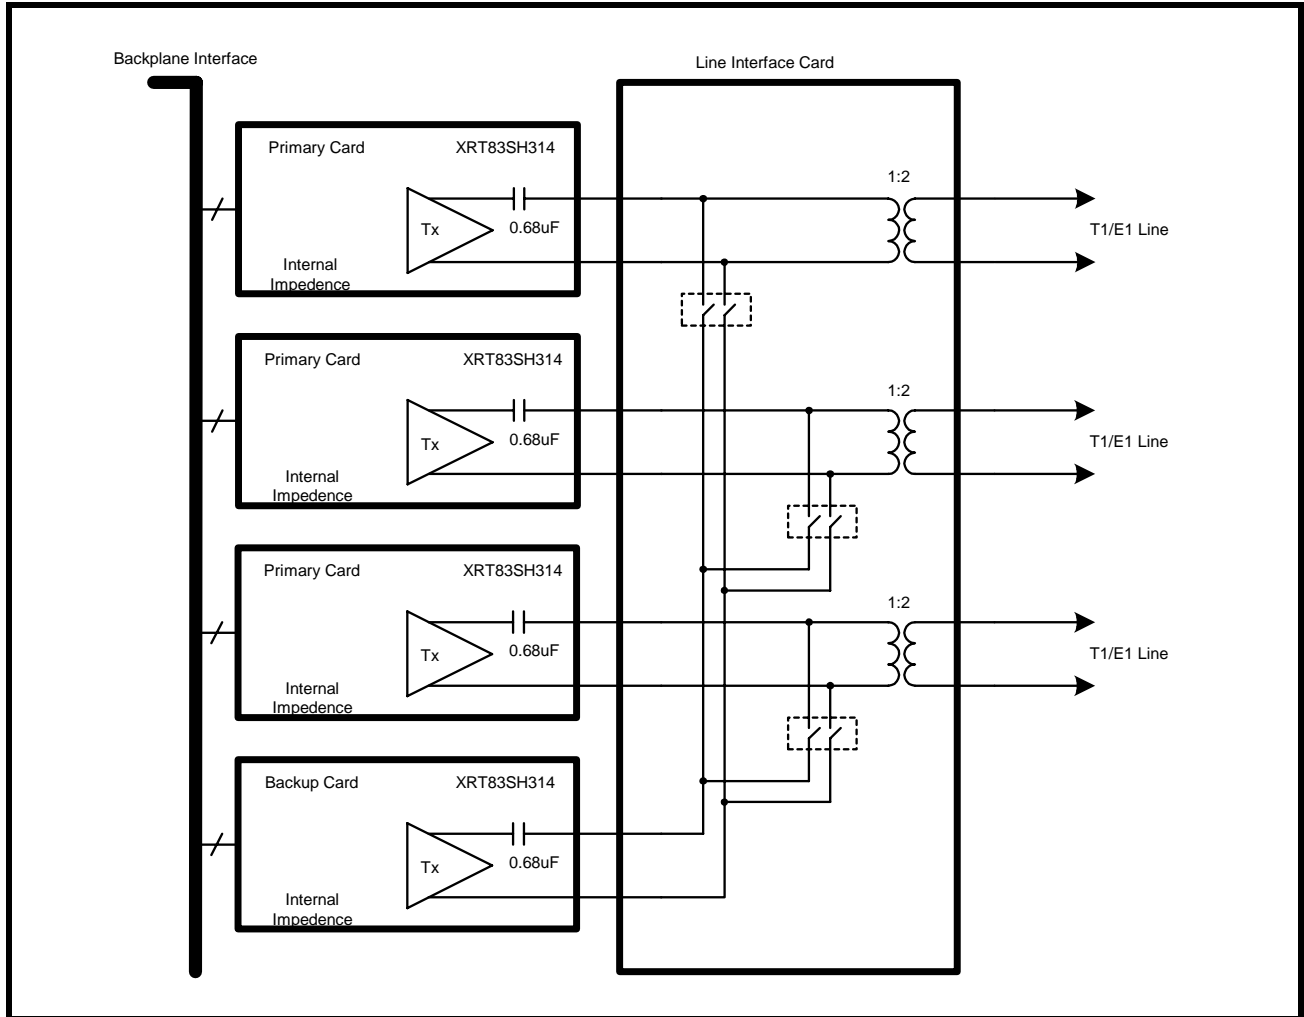 Backplane Interface
Line Interface Card
Primary Card
XRT83SH314
Tx
0.68uF
Internal
Impedence
1:2
T1/E1 Line
Primary Card
XRT83SH314
Tx
0.68uF
Internal
Impedence
1:2
T1/E1 Line
Primary Card
XRT83SH314
Tx
0.68uF
Internal
Impedence
1:2
T1/E1 Line
Backup Card
XRT83SH314
Tx
0.68uF
Internal
Impedence